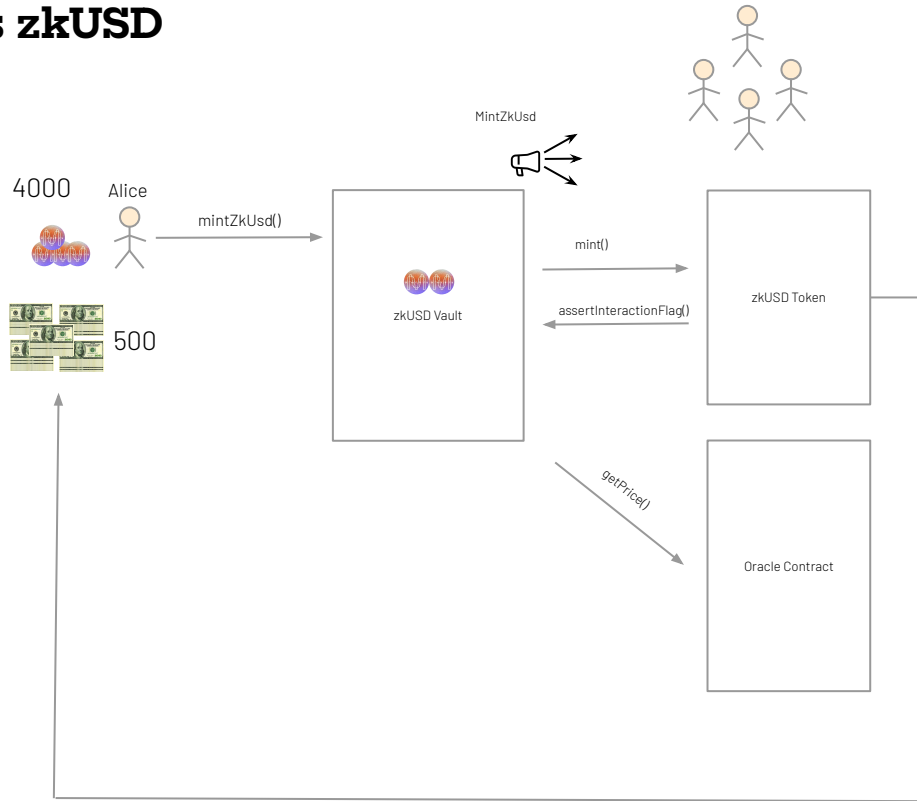 s zkUSD
MintZkUsd
4000
Alice
mintZkUsd()
mint()
zkUSD Token
assertInteractionFlag()
zkUSD Vault
500
getPrice()
Oracle Contract